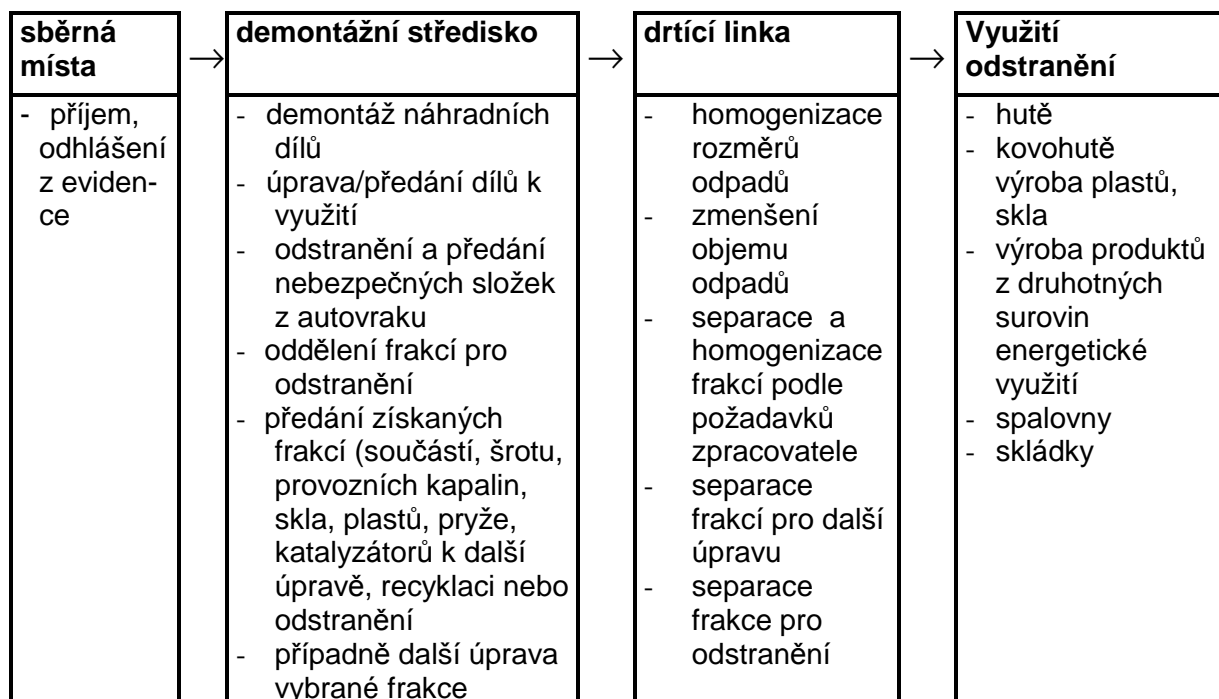 sběrná
místa
- příjem,
odhlášení
z eviden-
ce
→
demontážní středisko
- demontáž náhradních
dílů
- úprava/předání dílů k
využití
- odstranění a předání
nebezpečných složek
z autovraku
- oddělení frakcí pro
odstranění
- předání získaných
frakcí (součástí, šrotu,
provozních kapalin,
skla, plastů, pryže,
katalyzátorů k další
úpravě, recyklaci nebo
odstranění
- případně další úprava
vybrané frakce
→
drtící linka
- homogenizace
rozměrů
odpadů
- zmenšení
objemu
odpadů
- separace a
homogenizace
frakcí podle
požadavků
zpracovatele
- separace
frakcí pro další
úpravu
- separace
frakce pro
odstranění
→
Využití
odstranění
- hutě
- kovohutě
výroba plastů,
skla
- výroba produktů
z druhotných
surovin
energetické
využití
- spalovny
- skládky